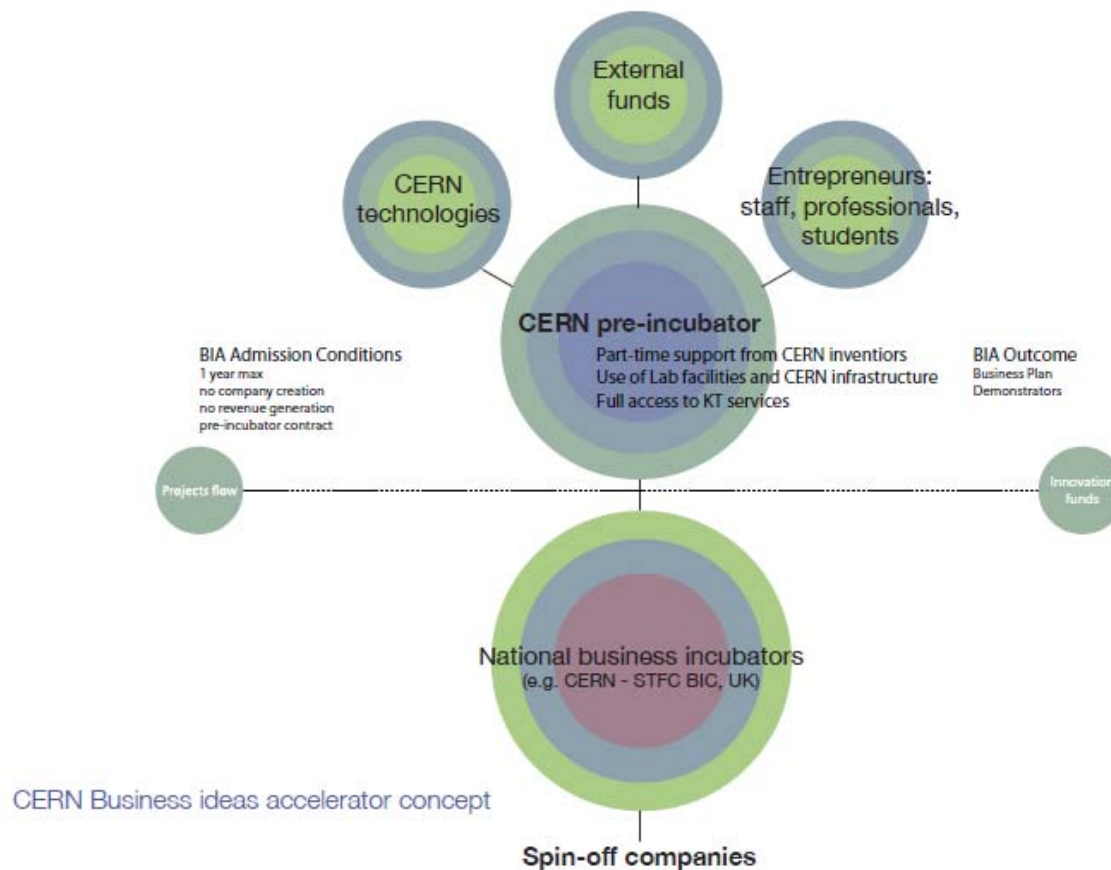 External
funds
CERN
technologies
Entrepreneurs:
staff, professionals,
students
CERN pre-incubator
Part-time support from CERN inventiors
Use of Lab facilities and CERN infrastructure
Full access to KT services
BIA Admission Conditions
1 year max
no company creation
no revenue generation
pre-incubator contract
BIA Outcome
Business Plan
Demonstrators
Projects flow
Innovation
funds
National business incubators
(e.g. CERN - STFC BIC, UK)
CERN Business ideas accelerator concept
Spin-off companies